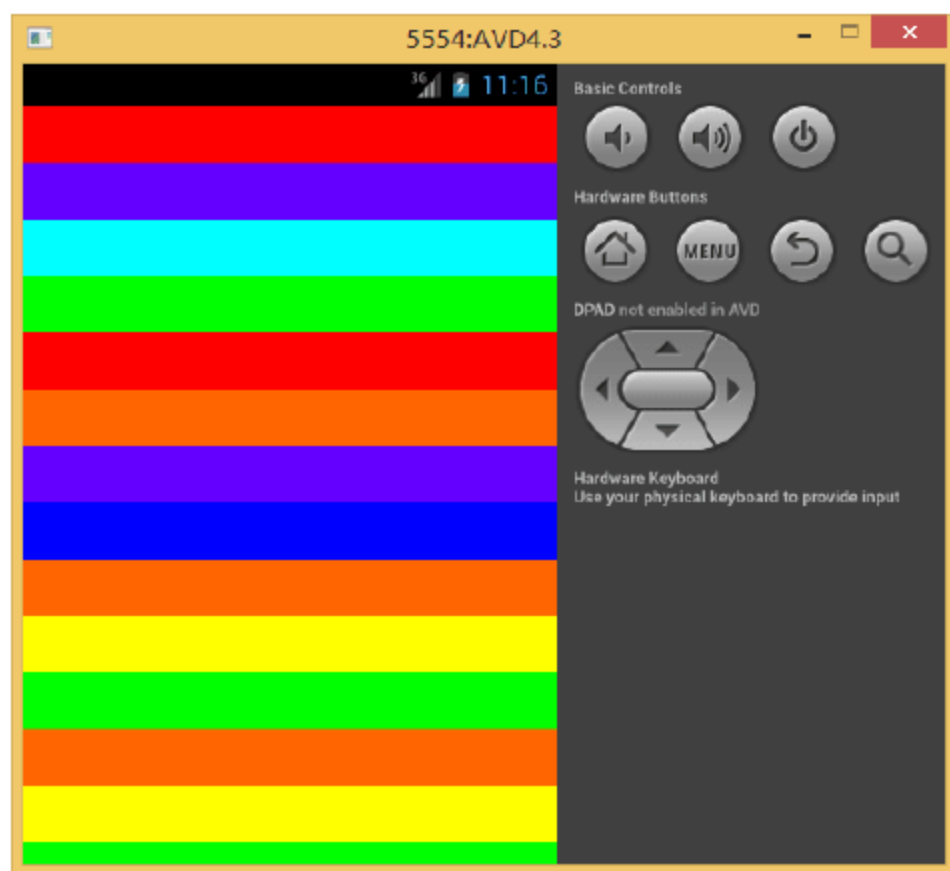 5554:AVD4.3
3G 11:16
Basic Controls
Hardware Buttons
MENU
DPAD not enabled in AVD
Hardware Keyboard
Use your physical keyboard to provide input